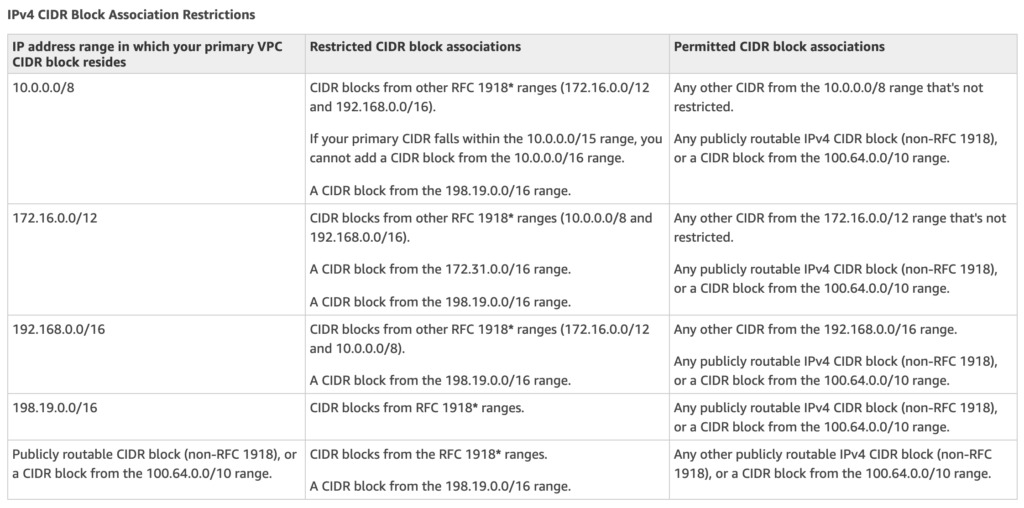 IPv4 CIDR Block Association Restrictions
IP address range in which your primary VPC
CIDR block resides
Restricted CIDR block associations
Permitted CIDR block associations
10.0.0.0/8
CIDR blocks from other RFC 1918* ranges (172.16.0.0/12
and 192.168.0.0/16).
If your primary CIDR falls within the 10.0.0.0/15 range, you
cannot add a CIDR block from the 10.0.0.0/16 range.
A CIDR block from the 198.19.0.0/16 range.
Any other CIDR from the 10.0.0.0/8 range that's not
restricted.
Any publicly routable IPv4 CIDR block (non-RFC 1918),
or a CIDR block from the 100.64.0.0/10 range.
172.16.0.0/12
CIDR blocks from other RFC 1918* ranges (10.0.0.0/8 and
192.168.0.0/16).
A CIDR block from the 172.31.0.0/16 range.
A CIDR block from the 198.19.0.0/16 range.
Any other CIDR from the 172.16.0.0/12 range that's not
restricted.
Any publicly routable IPv4 CIDR block (non-RFC 1918),
or a CIDR block from the 100.64.0.0/10 range.
192.168.0.0/16
CIDR blocks from other RFC 1918* ranges (172.16.0.0/12
and 10.0.0.0/8).
A CIDR block from the 198.19.0.0/16 range.
Any other CIDR from the 192.168.0.0/16 range.
Any publicly routable IPv4 CIDR block (non-RFC 1918),
or a CIDR block from the 100.64.0.0/10 range.
198.19.0.0/16
CIDR blocks from RFC 1918* ranges.
Any publicly routable IPv4 CIDR block (non-RFC 1918),
or a CIDR block from the 100.64.0.0/10 range.
Publicly routable CIDR block (non-RFC 1918), or
a CIDR block from the 100.64.0.0/10 range.
CIDR blocks from the RFC 1918* ranges.
A CIDR block from the 198.19.0.0/16 range.
Any other publicly routable IPv4 CIDR block (non-RFC
1918), or a CIDR block from the 100.64.0.0/10 range.